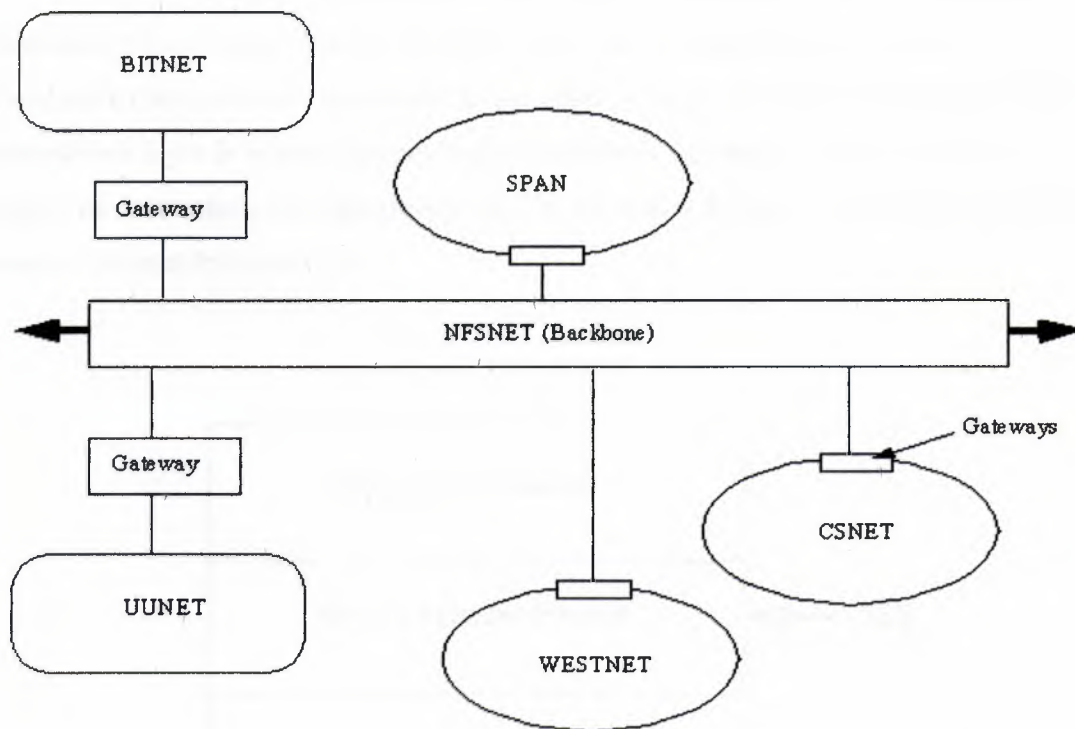 BITNET
SPAN
Gateway
NFSNET (Backbone)
Gateways
Gateway
CSNET
UUNET
WESTNET